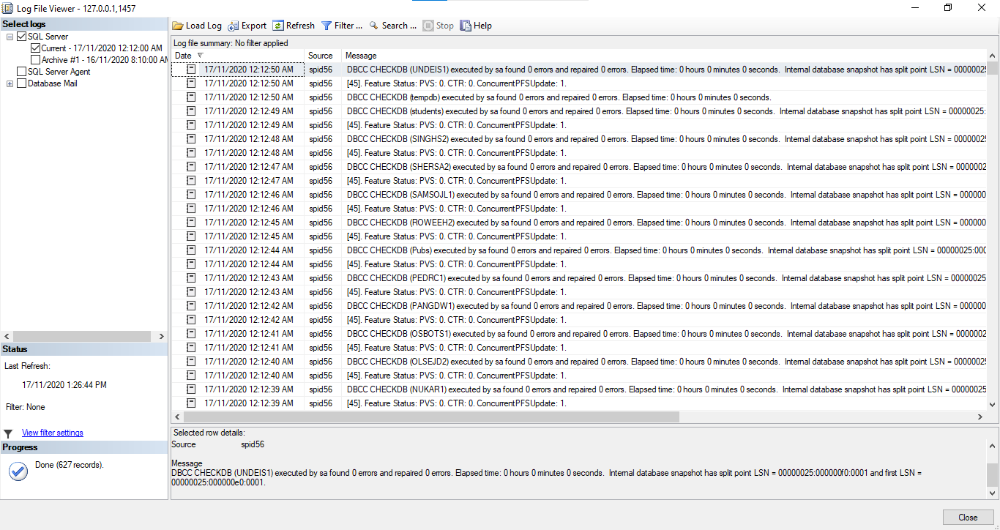 Log File Viewer - 127.0.0.1,1457
Select logs
SQL Server
Current - 17/11/2020 12:12:00 AM
Archive #1 - 16/11/2020 8:10:00 AM
SQL Server Agent
Database Mail
Load Log Export Refresh Filter ... Search ... Stop Help
Log file summary: No filter applied
Date Source Message
17/11/2020 12:12:50 AM spid56 DBCC CHECKDB (UNDEIS1) executed by sa found 0 errors and repaired 0 errors. Elapsed time: 0 hours 0 minutes 0 seconds.  Internal database snapshot has split point LSN = 00000025
17/11/2020 12:12:50 AM spid56 [45]. Feature Status: PVS: 0. CTR: 0. ConcurrentPFSUpdate: 1.
17/11/2020 12:12:50 AM spid56 DBCC CHECKDB (tempdb) executed by sa found 0 errors and repaired 0 errors. Elapsed time: 0 hours 0 minutes 0 seconds.
17/11/2020 12:12:49 AM spid56 DBCC CHECKDB (students) executed by sa found 0 errors and repaired 0 errors. Elapsed time: 0 hours 0 minutes 0 seconds.  Internal database snapshot has split point LSN = 00000025:
17/11/2020 12:12:49 AM spid56 [45]. Feature Status: PVS: 0. CTR: 0. ConcurrentPFSUpdate: 1.
17/11/2020 12:12:48 AM spid56 DBCC CHECKDB (SINGHS2) executed by sa found 0 errors and repaired 0 errors. Elapsed time: 0 hours 0 minutes 0 seconds.  Internal database snapshot has split point LSN = 00000025
17/11/2020 12:12:48 AM spid56 [45]. Feature Status: PVS: 0. CTR: 0. ConcurrentPFSUpdate: 1.
17/11/2020 12:12:47 AM spid56 DBCC CHECKDB (SHERSA2) executed by sa found 0 errors and repaired 0 errors. Elapsed time: 0 hours 0 minutes 0 seconds.  Internal database snapshot has split point LSN = 0000002
17/11/2020 12:12:47 AM spid56 [45]. Feature Status: PVS: 0. CTR: 0. ConcurrentPFSUpdate: 1.
17/11/2020 12:12:46 AM spid56 DBCC CHECKDB (SAMSOJL1) executed by sa found 0 errors and repaired 0 errors. Elapsed time: 0 hours 0 minutes 0 seconds.  Internal database snapshot has split point LSN = 000000
17/11/2020 12:12:46 AM spid56 [45]. Feature Status: PVS: 0. CTR: 0. ConcurrentPFSUpdate: 1.
17/11/2020 12:12:45 AM spid56 DBCC CHECKDB (ROWEEH2) executed by sa found 0 errors and repaired 0 errors. Elapsed time: 0 hours 0 minutes 0 seconds.  Internal database snapshot has split point LSN = 000000
17/11/2020 12:12:45 AM spid56 [45]. Feature Status: PVS: 0. CTR: 0. ConcurrentPFSUpdate: 1.
17/11/2020 12:12:44 AM spid56 DBCC CHECKDB (Pubs) executed by sa found 0 errors and repaired 0 errors. Elapsed time: 0 hours 0 minutes 0 seconds.  Internal database snapshot has split point LSN = 00000025:000
17/11/2020 12:12:44 AM spid56 [45]. Feature Status: PVS: 0. CTR: 0. ConcurrentPFSUpdate: 1.
17/11/2020 12:12:43 AM spid56 DBCC CHECKDB (PEDRC1) executed by sa found 0 errors and repaired 0 errors. Elapsed time: 0 hours 0 minutes 0 seconds.  Internal database snapshot has split point LSN = 00000025
17/11/2020 12:12:43 AM spid56 [45]. Feature Status: PVS: 0. CTR: 0. ConcurrentPFSUpdate: 1.
17/11/2020 12:12:42 AM spid56 DBCC CHECKDB (PANGDW1) executed by sa found 0 errors and repaired 0 errors. Elapsed time: 0 hours 0 minutes 0 seconds.  Internal database snapshot has split point LSN = 000000
17/11/2020 12:12:42 AM spid56 [45]. Feature Status: PVS: 0. CTR: 0. ConcurrentPFSUpdate: 1.
17/11/2020 12:12:41 AM spid56 DBCC CHECKDB (OSBOTS1) executed by sa found 0 errors and repaired 0 errors. Elapsed time: 0 hours 0 minutes 0 seconds.  Internal database snapshot has split point LSN = 0000002
17/11/2020 12:12:41 AM spid56 [45]. Feature Status: PVS: 0. CTR: 0. ConcurrentPFSUpdate: 1.
17/11/2020 12:12:40 AM spid56 DBCC CHECKDB (OLSEJD2) executed by sa found 0 errors and repaired 0 errors. Elapsed time: 0 hours 0 minutes 0 seconds.  Internal database snapshot has split point LSN = 00000025
17/11/2020 12:12:40 AM spid56 [45]. Feature Status: PVS: 0. CTR: 0. ConcurrentPFSUpdate: 1.
17/11/2020 12:12:39 AM spid56 DBCC CHECKDB (NUKAR1) executed by sa found 0 errors and repaired 0 errors. Elapsed time: 0 hours 0 minutes 0 seconds.  Internal database snapshot has split point LSN = 00000025
17/11/2020 12:12:39 AM spid56 [45]. Feature Status: PVS: 0. CTR: 0. ConcurrentPFSUpdate: 1.
Status
Last Refresh:
17/11/2020 1:26:44 PM
Filter: None
View filter settings
Progress
Done (627 records).
Selected row details:
Source spid56
Message
DBCC CHECKDB (UNDEIS1) executed by sa found 0 errors and repaired 0 errors. Elapsed time: 0 hours 0 minutes 0 seconds.  Internal database snapshot has split point LSN = 00000025:000000f0:0001 and first LSN =
00000025:000000e0:0001.
Close